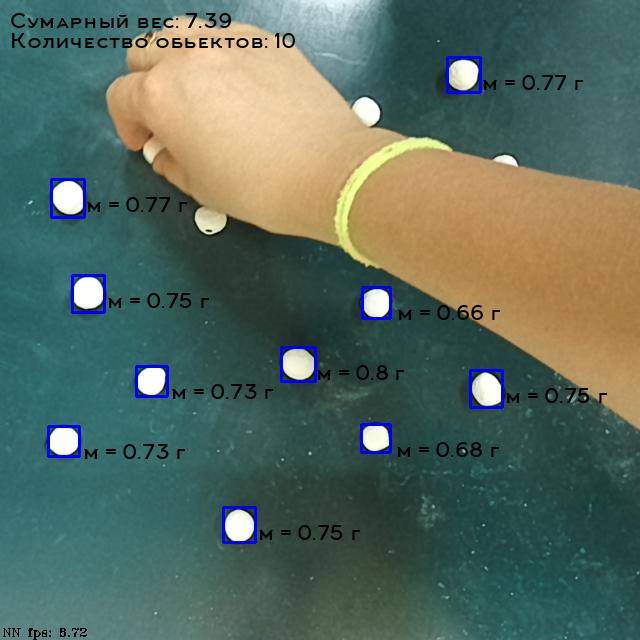 Сумарный вес: 7.39
Количество обьектов: 10
м = 0.77 г
м = 0.77 г
м = 0.75 г
м = 0.66 г
м = 0.8 г
м = 0.73 г
м = 0.75 г
м = 0.73 г
м = 0.68 г
м = 0.75 г
NN fps: 8.72